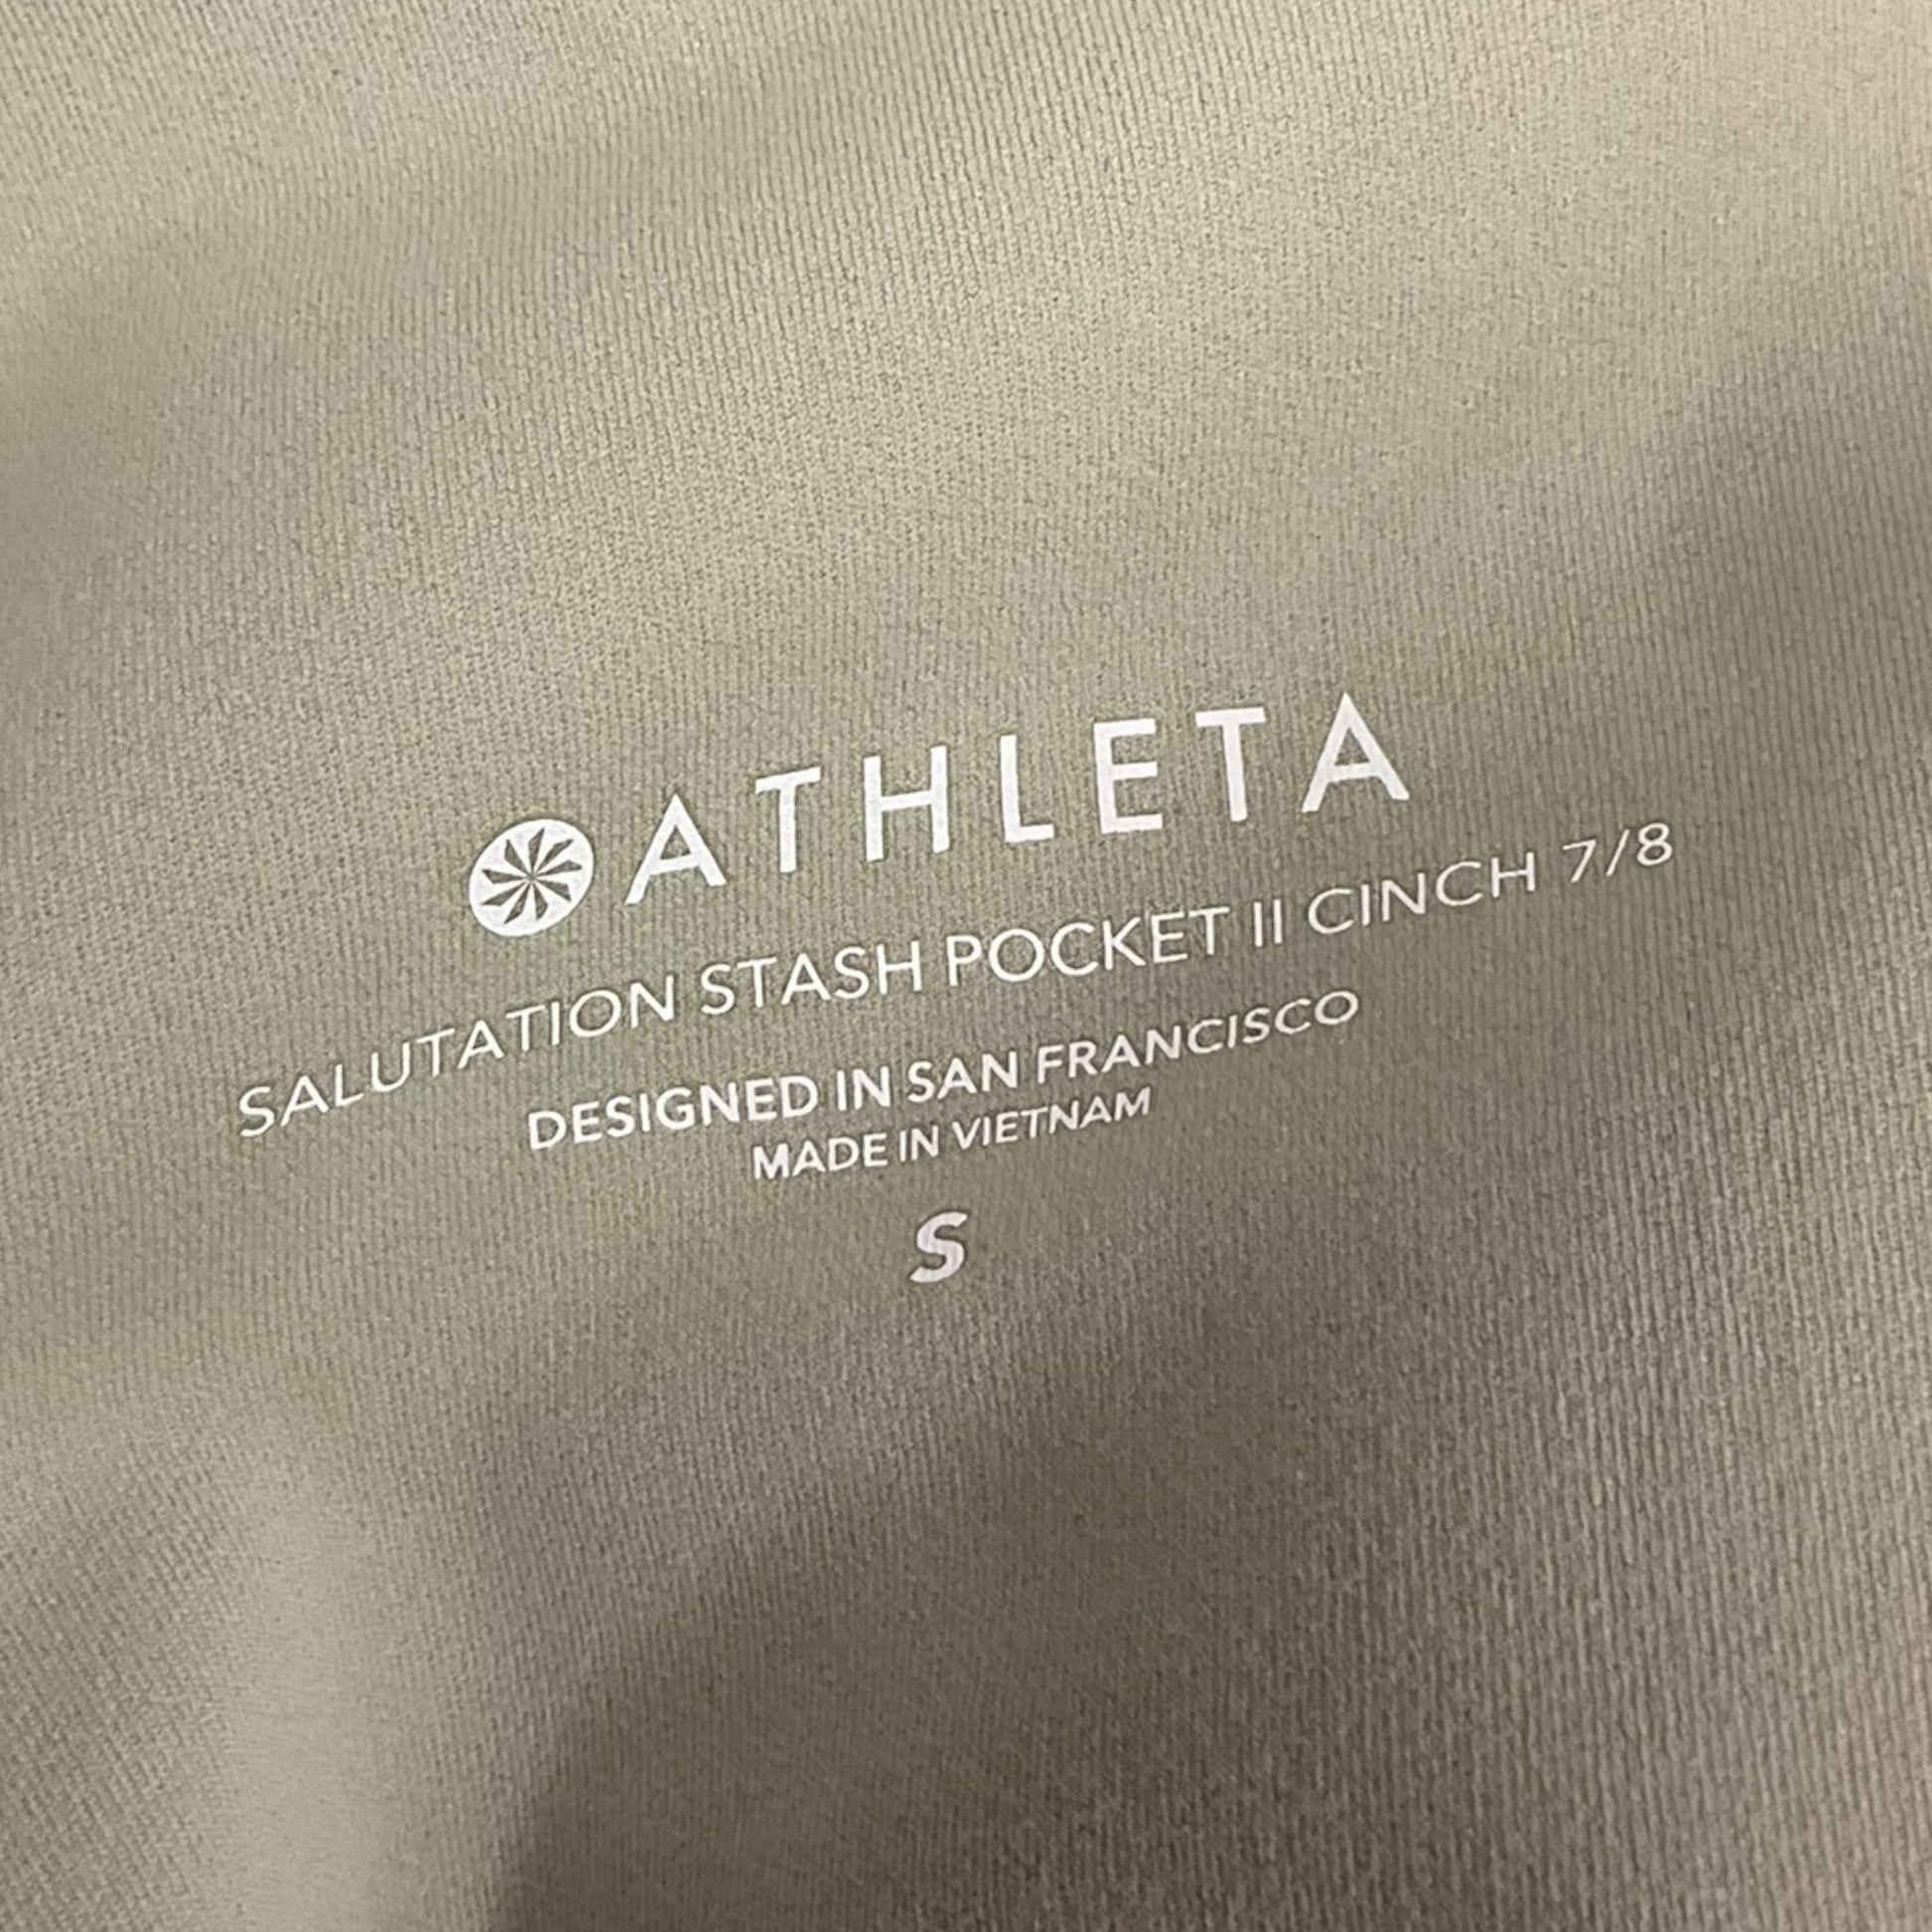 ATHLETA
SALUTATION STASH POCKET II CINCH 7/8
DESIGNED IN SAN FRANCISCO
MADE IN VIETNAM
S